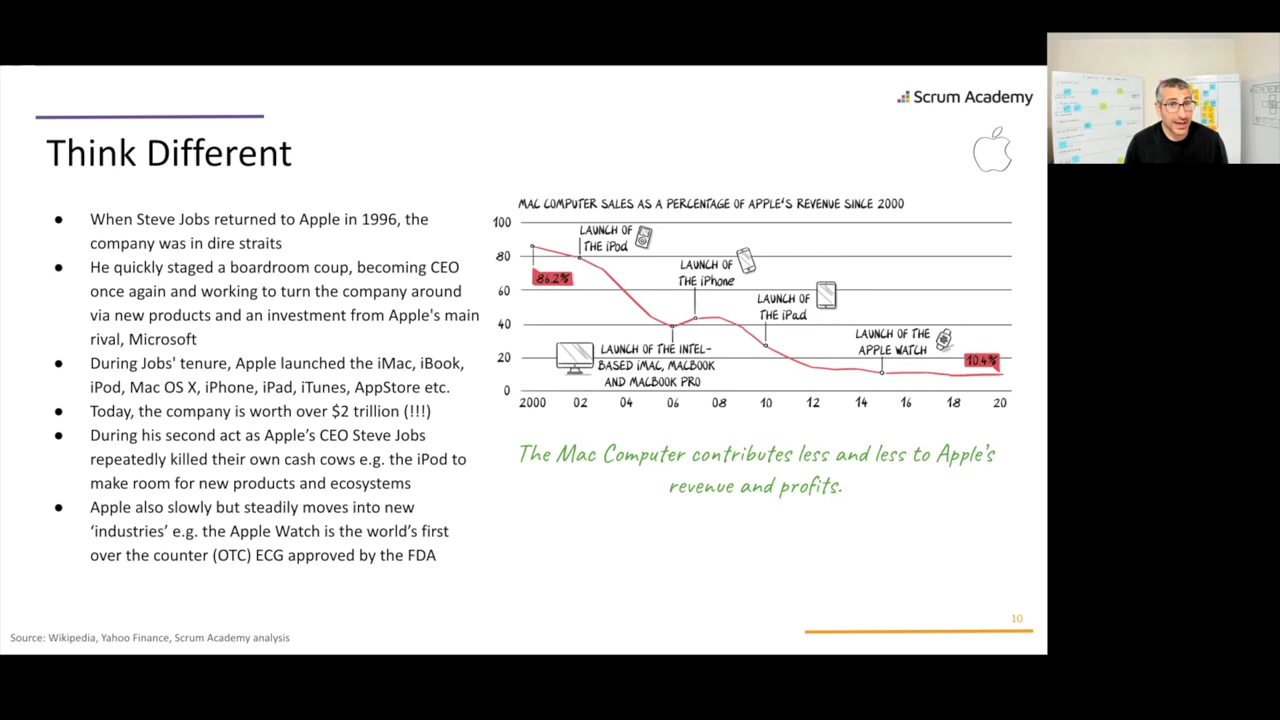 Scrum Academy
Think Different
● When Steve Jobs returned to Apple in 1996, the
company was in dire straits
● He quickly staged a boardroom coup, becoming CEO
once again and working to turn the company around
via new products and an investment from Apple's main
rival, Microsoft
● During Jobs' tenure, Apple launched the iMac, iBook,
iPod, Mac OS X, iPhone, iPad, iTunes, AppStore etc.
● Today, the company is worth over $2 trillion (!!!)
● During his second act as Apple’s CEO Steve Jobs
repeatedly killed their own cash cows e.g. the iPod to
make room for new products and ecosystems
● Apple also slowly but steadily moves into new
‘industries’ e.g. the Apple Watch is the world’s first
over the counter (OTC) ECG approved by the FDA
MAC COMPUTER SALES AS A PERCENTAGE OF APPLE'S REVENUE SINCE 2000
100
80
60
40
20
0
LAUNCH OF
THE iPod
86.2%
LAUNCH OF
THE iPhone
LAUNCH OF
THE iPad
LAUNCH OF THE
APPLE WATCH
10.4%
LAUNCH OF THE INTEL-
BASED iMAC, MACBOOK
AND MACBOOK PRO
2000 02 04 06 08 10 12 14 16 18 20
The Mac Computer contributes less and less to Apple's
revenue and profits.
10
Source: Wikipedia, Yahoo Finance, Scrum Academy analysis